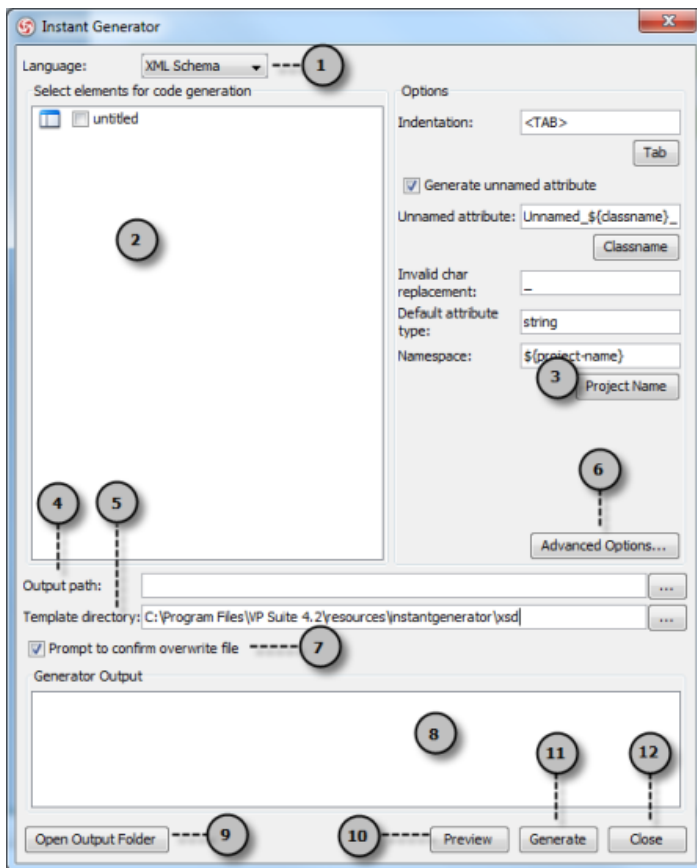 Instant Generator
Language: XML Schema 1
Select elements for code generation
untitled
2
Options
Indentation: <TAB>
Tab
Generate unnamed attribute
Unnamed attribute: Unnamed_${classname}_
Classname
Invalid char
replacement: _
Default attribute
type: string
Namespace: ${project-name}
3 Project Name
6
Advanced Options...
4 5
Output path: ...
Template directory: C:\Program Files\VP Suite 4.2\resources\instantgenerator\xsd ...
Prompt to confirm overwrite file 7
Generator Output
8
11 12
Open Output Folder 9 10 Preview Generate Close